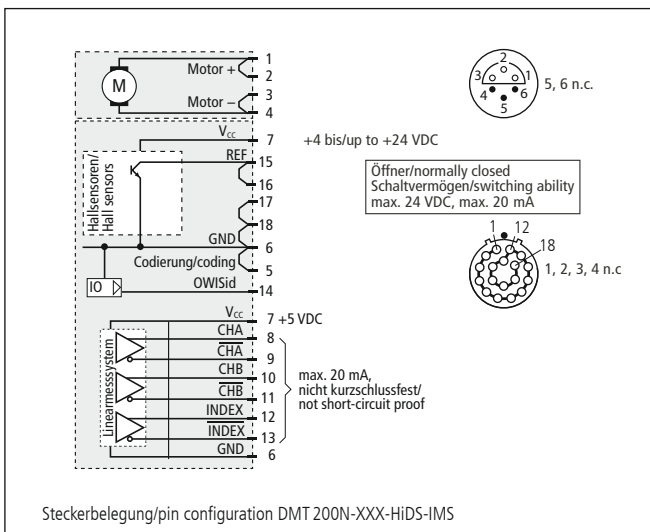 1
Motor +
2
M
3
Motor –
4
VCC
7
+4 bis/up to +24 VDC
REF
15
16
17
18
GND
6
Codierung/coding
5
OWISid
14
IO
Hallsensoren/
Hall sensors
VCC
7 +5 VDC
CHA
8
CHA
9
CHB
10
CHB
11
INDEX
12
INDEX
13
GND
6
Linearmesssystem
max. 20 mA,
nicht kurzschlussfest/
not short-circuit proof
2
3
1
4
6
5
5, 6 n.c.
Öffner/normally closed
Schaltvermögen/switching ability
max. 24 VDC, max. 20 mA
1
12
18
1, 2, 3, 4 n.c
Steckerbelegung/pin configuration DMT 200N-XXX-HiDS-IMS